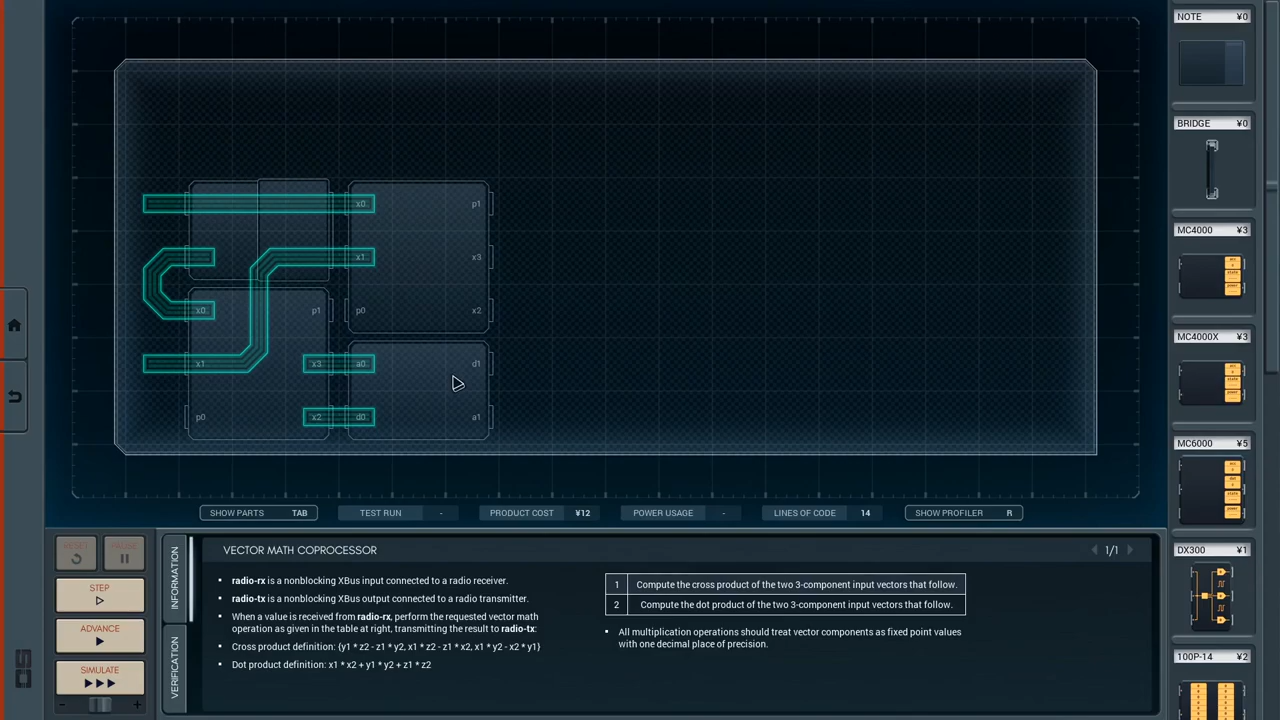 NOTE ¥0
BRIDGE ¥0
MC4000 ¥3
MC4000X ¥3
MC6000 ¥5
DX300 ¥1
100P-14 ¥2
x0 p1
x1 x3
x0 p1 p0 x2
x1 x3 a0 d1
p0 x2 d0 a1
SHOW PARTS TAB
TEST RUN -
PRODUCT COST ¥12
POWER USAGE -
LINES OF CODE 14
SHOW PROFILER R
RESET
PAUSE
STEP
ADVANCE
SIMULATE
- +
INFORMATION
VERIFICATION
VECTOR MATH COPROCESSOR
1/1
radio-rx is a nonblocking XBus input connected to a radio receiver.
radio-tx is a nonblocking XBus output connected to a radio transmitter.
When a value is received from radio-rx, perform the requested vector math
operation as given in the table at right, transmitting the result to radio-tx:
Cross product definition: {y1 * z2 - z1 * y2, x1 * z2 - z1 * x2, x1 * y2 - x2 * y1}
Dot product definition: x1 * x2 + y1 * y2 + z1 * z2
1 Compute the cross product of the two 3-component input vectors that follow.
2 Compute the dot product of the two 3-component input vectors that follow.
All multiplication operations should treat vector components as fixed point values
with one decimal place of precision.